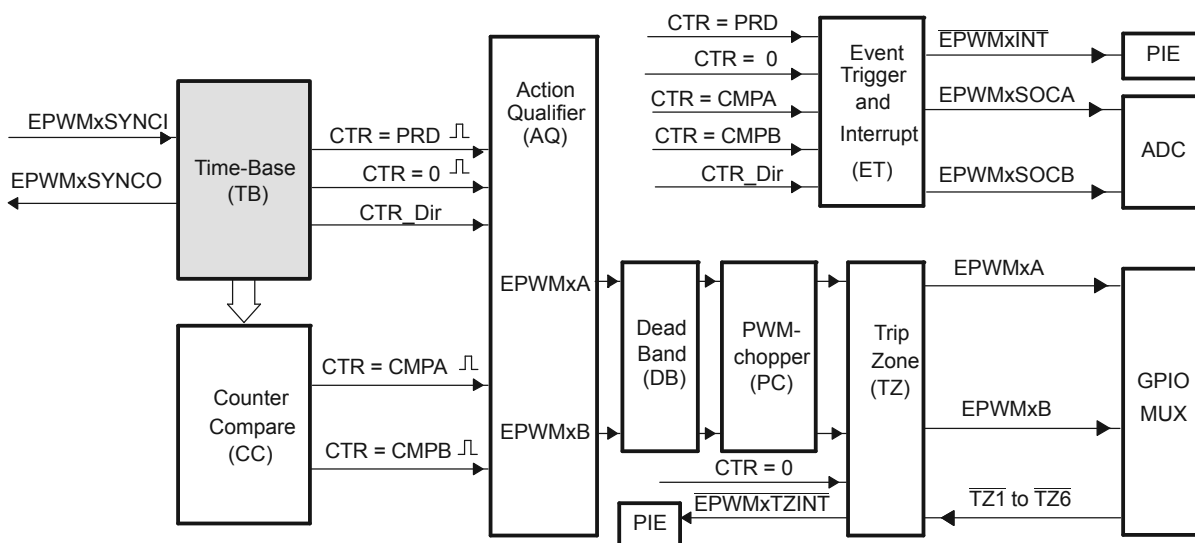 EPWMxSYNCI
EPWMxSYNCO
Time-Base
(TB)
CTR = PRD
CTR = 0
CTR_Dir
Counter
Compare
(CC)
CTR = CMPA
CTR = CMPB
Action
Qualifier
(AQ)
EPWMxA
EPWMxB
CTR = PRD
CTR = 0
CTR = CMPA
CTR = CMPB
CTR_Dir
Event
Trigger
and
Interrupt
(ET)
EPWMxINT
EPWMxSOCA
EPWMxSOCB
PIE
ADC
Dead
Band
(DB)
PWM-
chopper
(PC)
Trip
Zone
(TZ)
CTR = 0
EPWMxTZINT
PIE
EPWMxA
EPWMxB
TZ1 to TZ6
GPIO
MUX